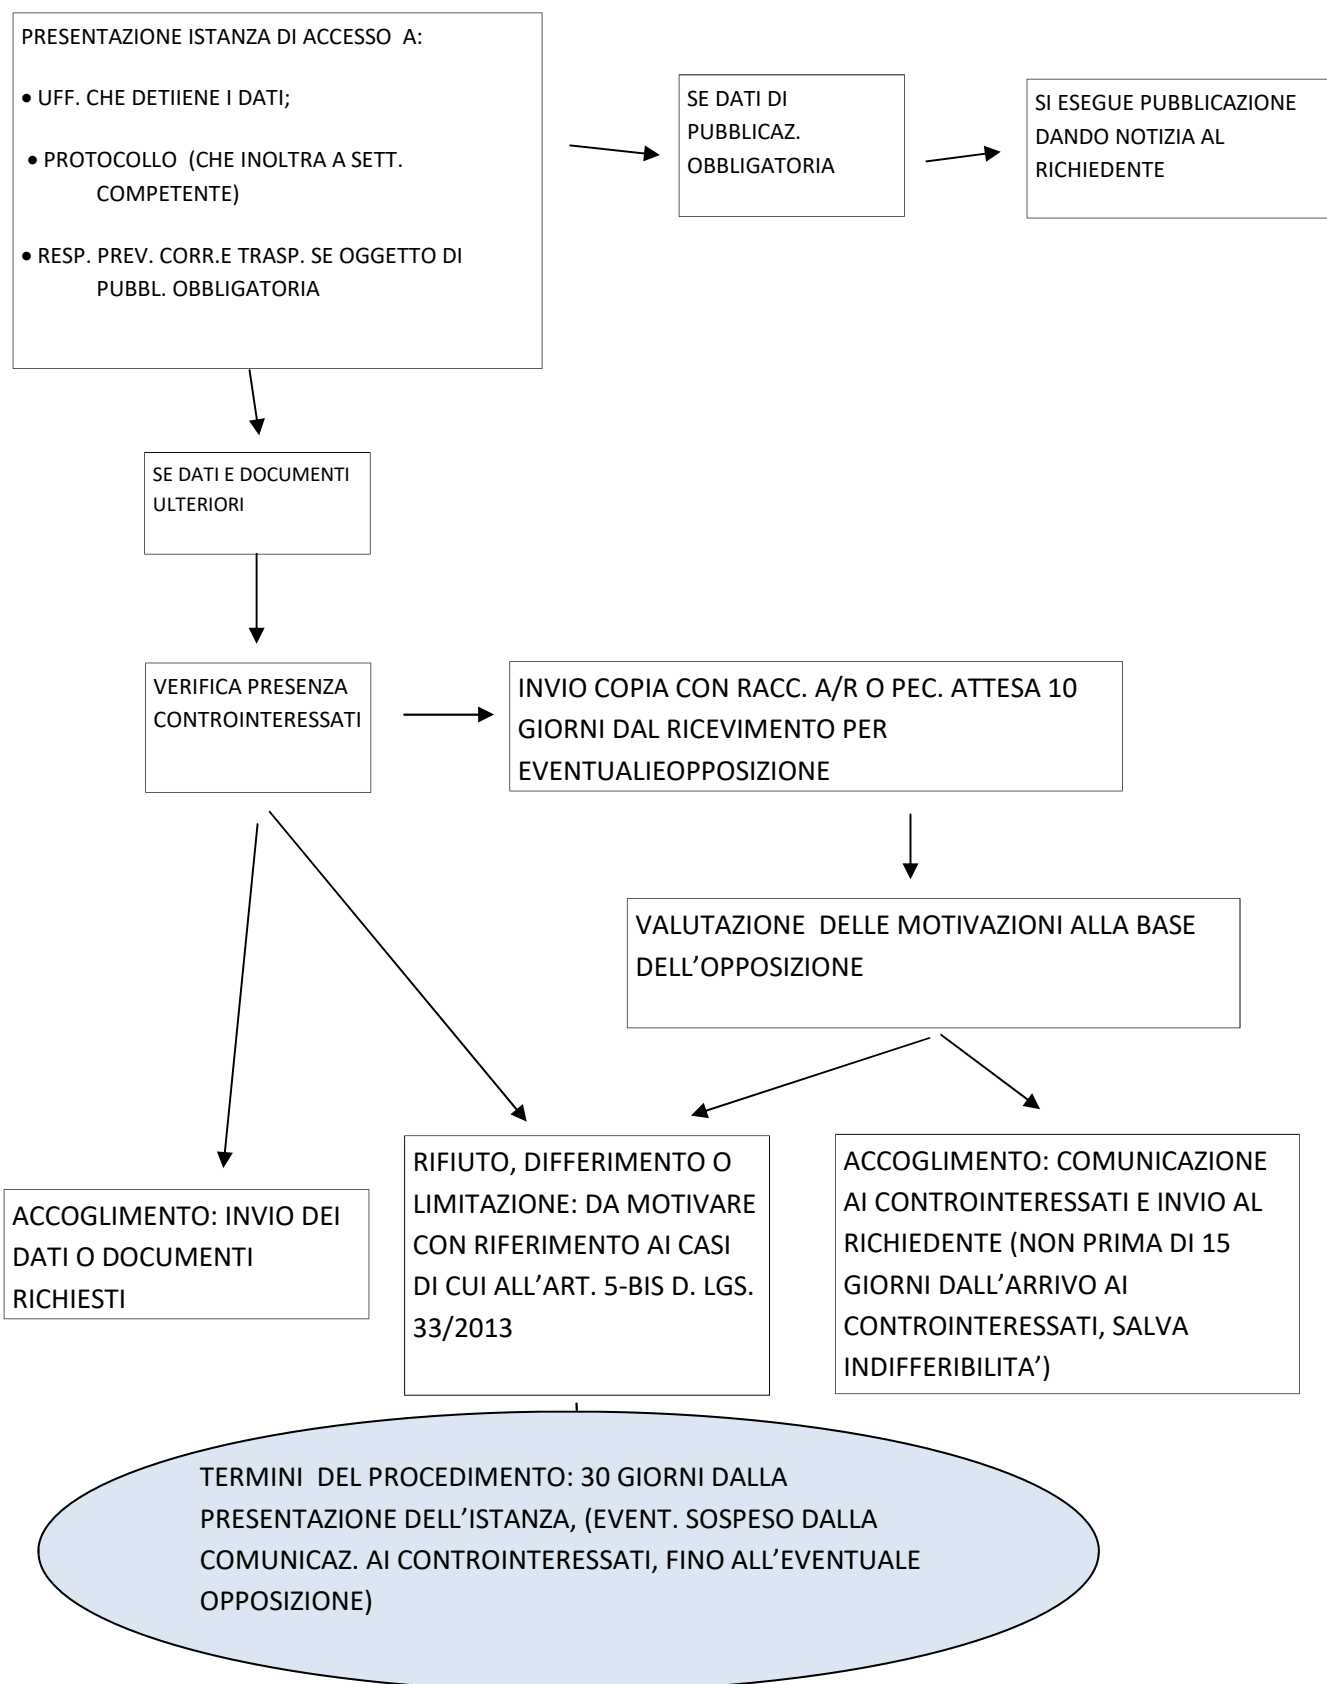 PRESENTAZIONE ISTANZA DI ACCESSO  A:
• UFF. CHE DETIIENE I DATI;
• PROTOCOLLO  (CHE INOLTRA A SETT.
COMPETENTE)
• RESP. PREV. CORR.E TRASP. SE OGGETTO DI
PUBBL. OBBLIGATORIA
SE DATI DI
PUBBLICAZ.
OBBLIGATORIA
SI ESEGUE PUBBLICAZIONE
DANDO NOTIZIA AL
RICHIEDENTE
SE DATI E DOCUMENTI
ULTERIORI
VERIFICA PRESENZA
CONTROINTERESSATI
INVIO COPIA CON RACC. A/R O PEC. ATTESA 10
GIORNI DAL RICEVIMENTO PER
EVENTUALIEOPPOSIZIONE
VALUTAZIONE  DELLE MOTIVAZIONI ALLA BASE
DELL’OPPOSIZIONE
ACCOGLIMENTO: INVIO DEI
DATI O DOCUMENTI
RICHIESTI
RIFIUTO, DIFFERIMENTO O
LIMITAZIONE: DA MOTIVARE
CON RIFERIMENTO AI CASI
DI CUI ALL’ART. 5-BIS D. LGS.
33/2013
ACCOGLIMENTO: COMUNICAZIONE
AI CONTROINTERESSATI E INVIO AL
RICHIEDENTE (NON PRIMA DI 15
GIORNI DALL’ARRIVO AI
CONTROINTERESSATI, SALVA
INDIFFERIBILITA’)
TERMINI  DEL PROCEDIMENTO: 30 GIORNI DALLA
PRESENTAZIONE DELL’ISTANZA, (EVENT. SOSPESO DALLA
COMUNICAZ. AI CONTROINTERESSATI, FINO ALL’EVENTUALE
OPPOSIZIONE)